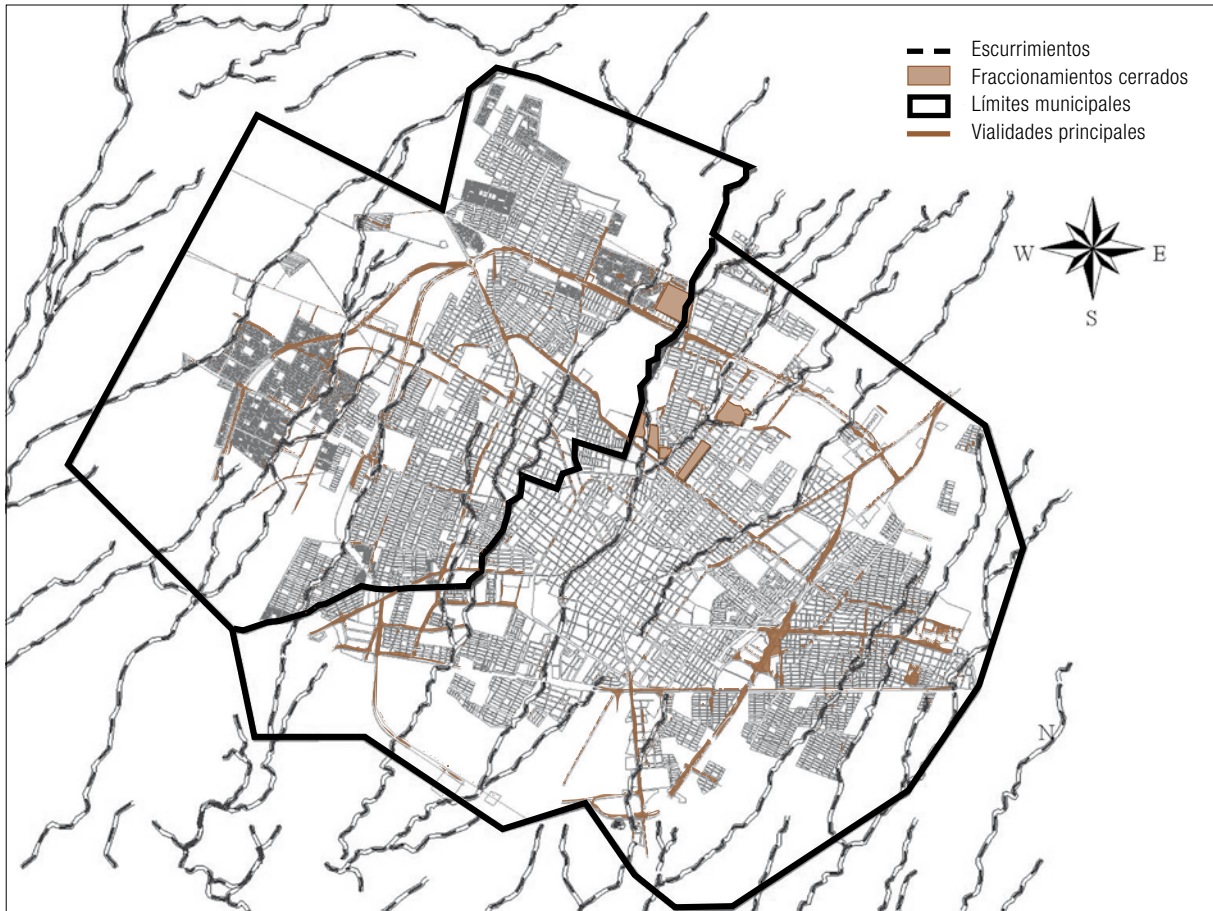 Escurrimientos
Fraccionamientos cerrados
Límites municipales
Vialidades principales
W
E
S
N